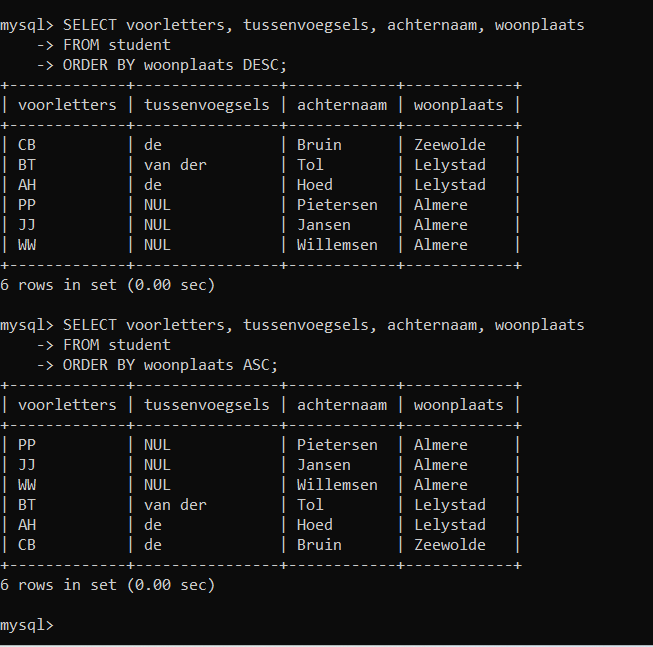 mysql> SELECT voorletters, tussenvoegsels, achternaam, woonplaats
    -> FROM student
    -> ORDER BY woonplaats DESC;
+-------------+----------------+------------+------------+
| voorletters | tussenvoegsels | achternaam | woonplaats |
+-------------+----------------+------------+------------+
| CB          | de             | Bruin      | Zeewolde   |
| BT          | van der        | Tol        | Lelystad   |
| AH          | de             | Hoed       | Lelystad   |
| PP          | NUL            | Pietersen  | Almere     |
| JJ          | NUL            | Jansen     | Almere     |
| WW          | NUL            | Willemsen  | Almere     |
+-------------+----------------+------------+------------+
6 rows in set (0.00 sec)

mysql> SELECT voorletters, tussenvoegsels, achternaam, woonplaats
    -> FROM student
    -> ORDER BY woonplaats ASC;
+-------------+----------------+------------+------------+
| voorletters | tussenvoegsels | achternaam | woonplaats |
+-------------+----------------+------------+------------+
| PP          | NUL            | Pietersen  | Almere     |
| JJ          | NUL            | Jansen     | Almere     |
| WW          | NUL            | Willemsen  | Almere     |
| BT          | van der        | Tol        | Lelystad   |
| AH          | de             | Hoed       | Lelystad   |
| CB          | de             | Bruin      | Zeewolde   |
+-------------+----------------+------------+------------+
6 rows in set (0.00 sec)

mysql>